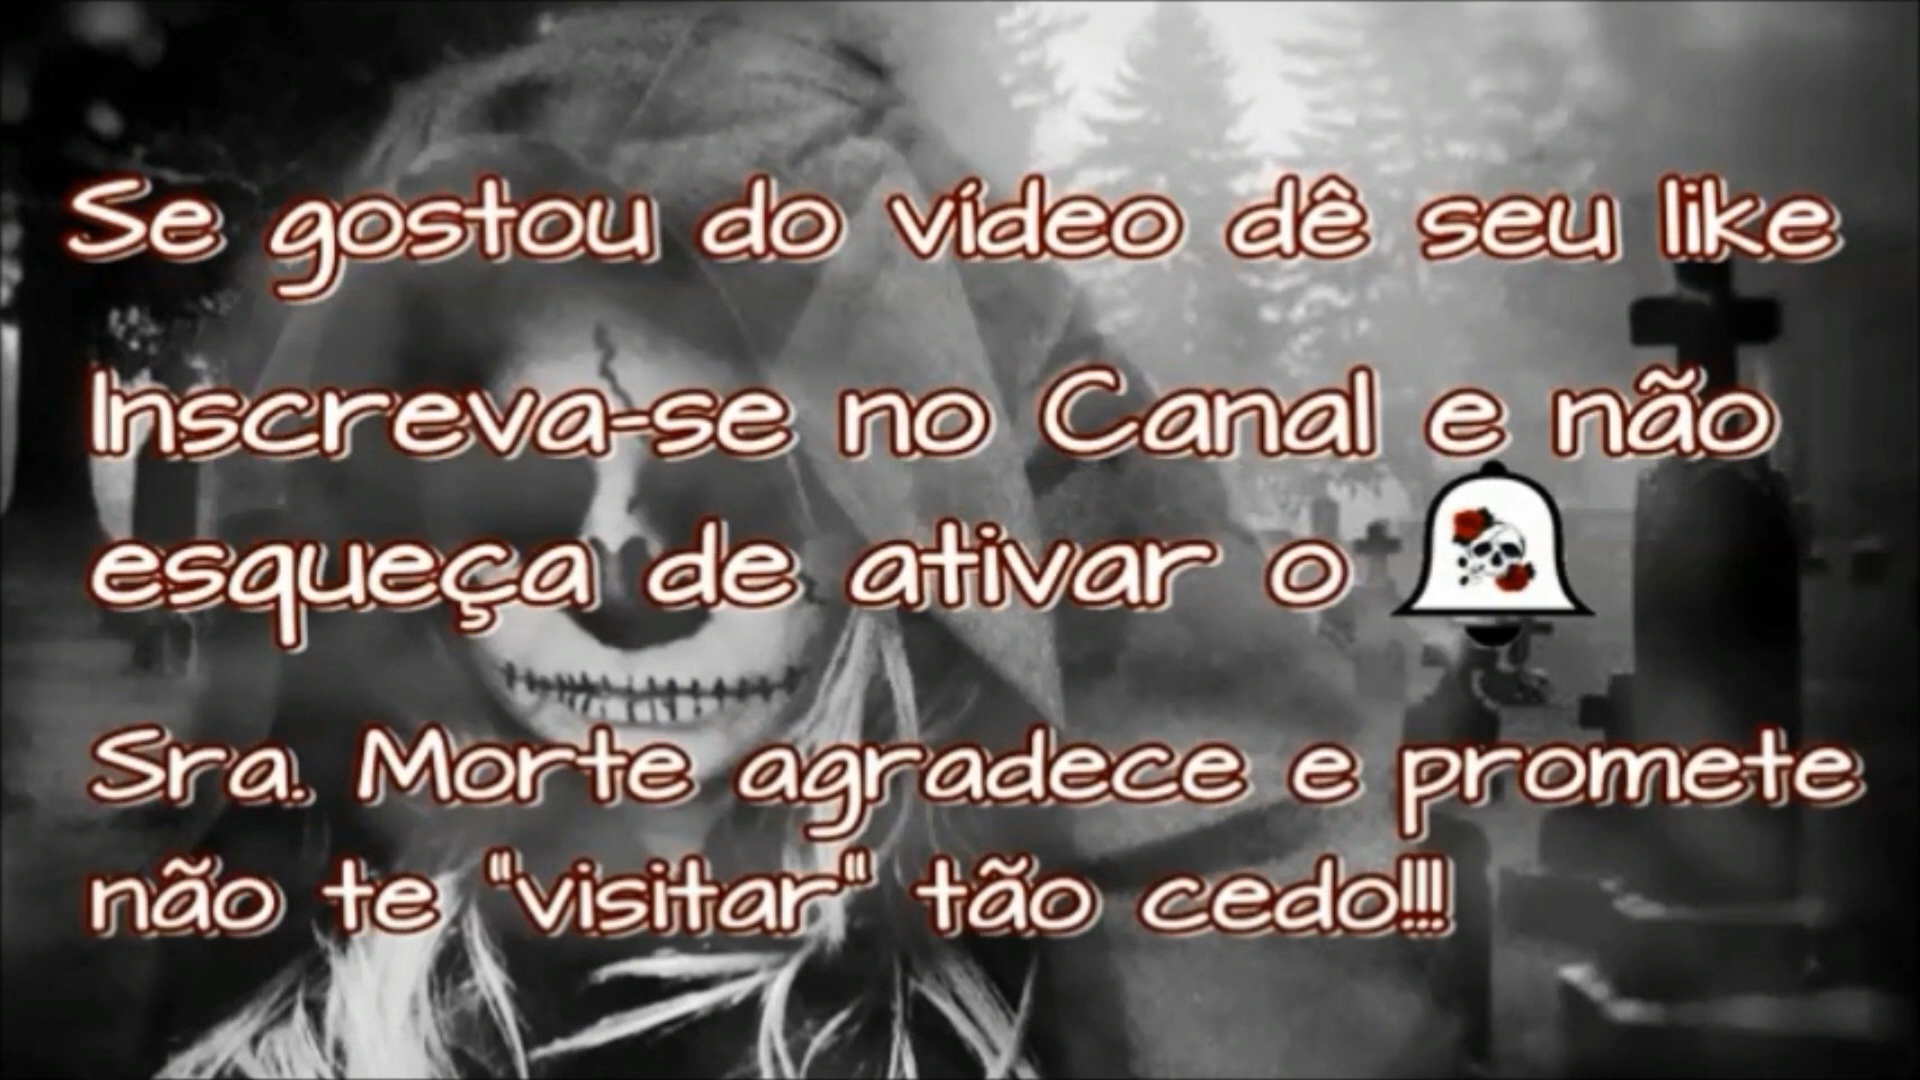 Se gostou do vídeo dê seu like
Inscreva-se no Canal e não
esqueça de ativar o
Sra. Morte agradece e promete
não te "visitar" tão cedo!!!